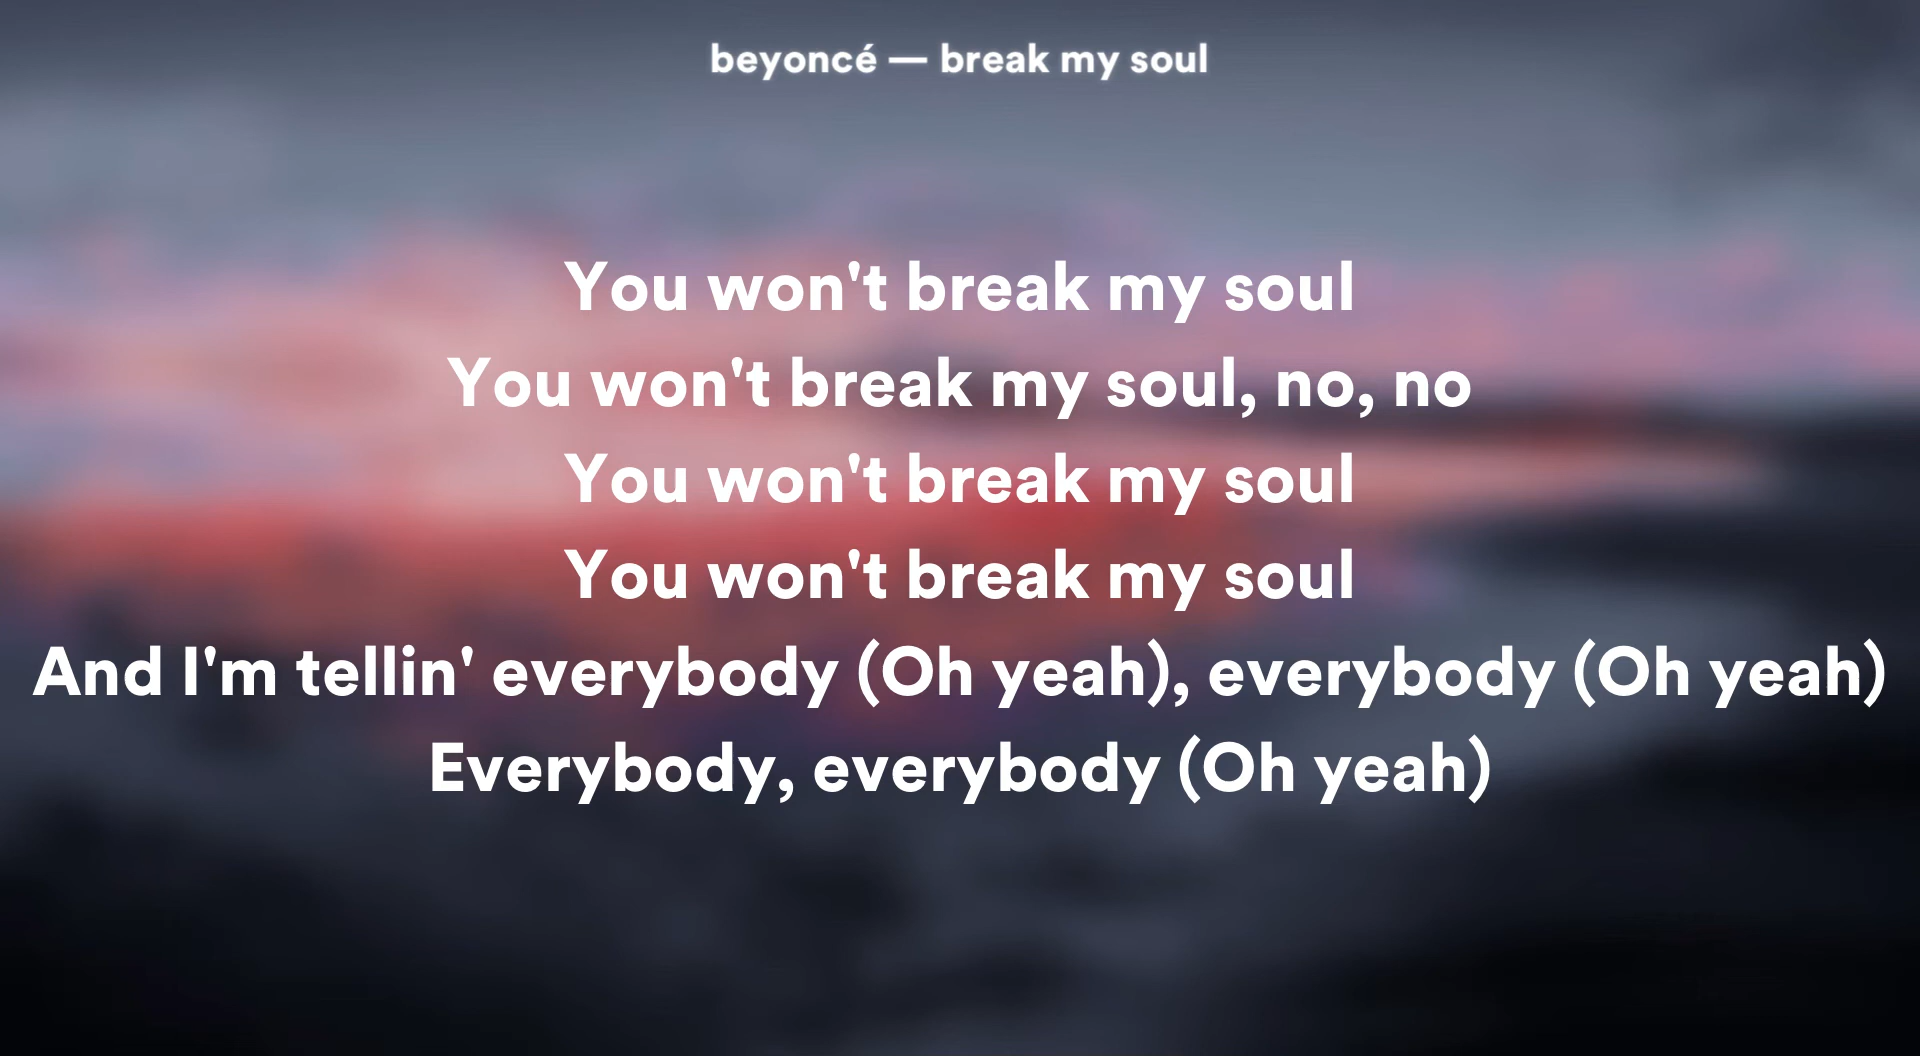 beyoncé — break my soul
You won't break my soul
You won't break my soul, no, no
You won't break my soul
You won't break my soul
And I'm tellin' everybody (Oh yeah), everybody (Oh yeah)
Everybody, everybody (Oh yeah)